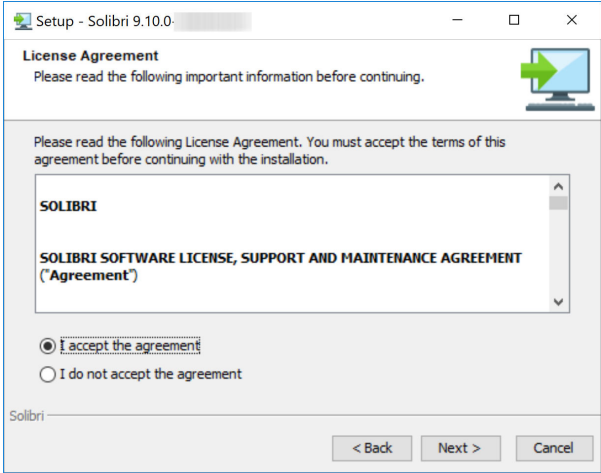 Setup - Solibri 9.10.0-
License Agreement
Please read the following important information before continuing.
Please read the following License Agreement. You must accept the terms of this
agreement before continuing with the installation.
SOLIBRI
SOLIBRI SOFTWARE LICENSE, SUPPORT AND MAINTENANCE AGREEMENT
("Agreement")
I accept the agreement
I do not accept the agreement
Solibri
< Back
Next >
Cancel